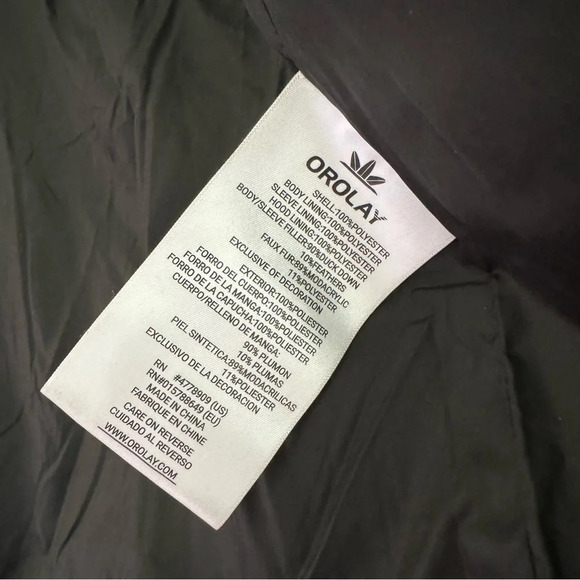 OROLAY
SHELL:100%POLYESTER
BODY LINING:100%POLYESTER
SLEEVE LINING:100%POLYESTER
HOOD LINING:100%POLYESTER
BODY/SLEEVE FILLER:90%DUCK DOWN
10%FEATHERS
FAUX FUR:89%MODACRYLIC
11%POLYESTER
EXCLUSIVE OF DECORATION
EXTERIOR:100%POLIESTER
FORRO DEL CUERPO:100%POLIESTER
FORRO DE LA MANGA:100%POLIESTER
FORRO DE LA CAPUCHA:100%POLIESTER
CUERPO/RELLENO DE MANGA:
90% PLUMON
10% PLUMAS
PIEL SINTETICA:89%MODACRILICAS
11%POLIESTER
EXCLUSIVO DE LA DECORACION
RN #4778909 (US)
RN#015788649 (EU)
MADE IN CHINA
FABRIQUE EN CHINE
CARE ON REVERSE
CUIDADO AL REVERSO
WWW.OROLAY.COM